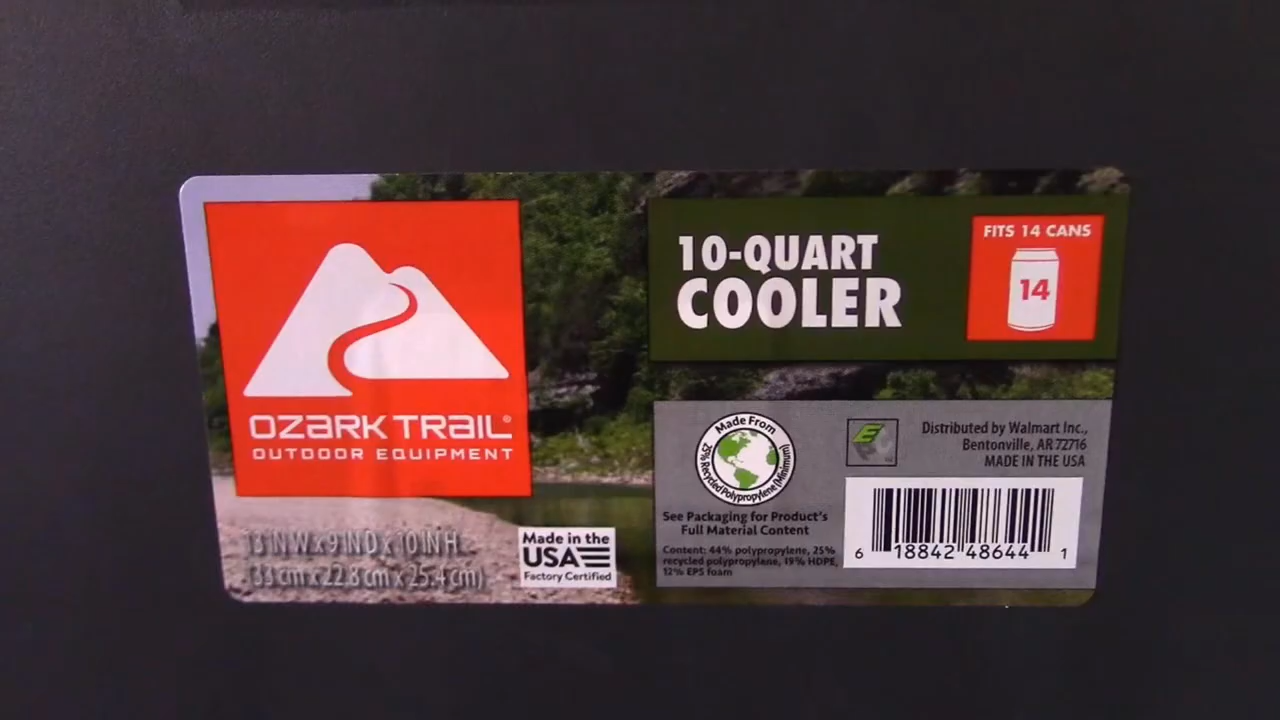 OZARK TRAIL®
OUTDOOR EQUIPMENT
13 IN W x 9 IN D x 10 IN H
(33 cm x 22.8 cm x 25.4 cm)
Made in the
USA
Factory Certified
10-QUART
COOLER
FITS 14 CANS
14
Made From
25% Recycled Polypropylene (Minimum)
See Packaging for Product's
Full Material Content
Content: 44% polypropylene, 25%
recycled polypropylene, 19% HDPE,
12% EPS foam
E
Distributed by Walmart Inc.,
Bentonville, AR 72716
MADE IN THE USA
6 18842 48644 1